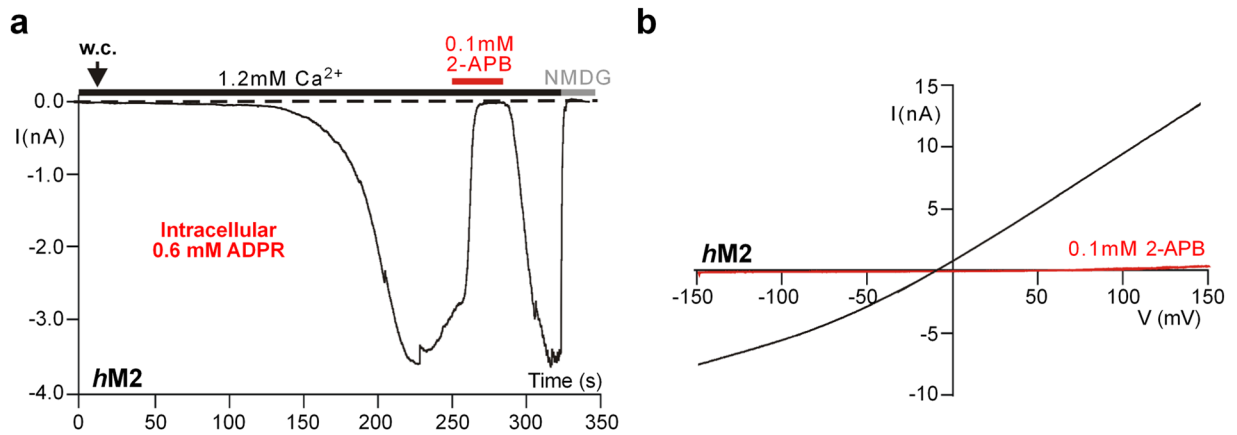 a
w.c.
1.2mM Ca²⁺
0.1mM
2-APB
NMDG
0.0
I(nA)
-1.0
-2.0
-3.0
-4.0
Intracellular
0.6 mM ADPR
hM2
Time (s)
0 50 100 150 200 250 300 350
b
15
I(nA)
10
5
-5
-10
hM2
0.1mM 2-APB
-150 -100 -50 50 100 150
V (mV)